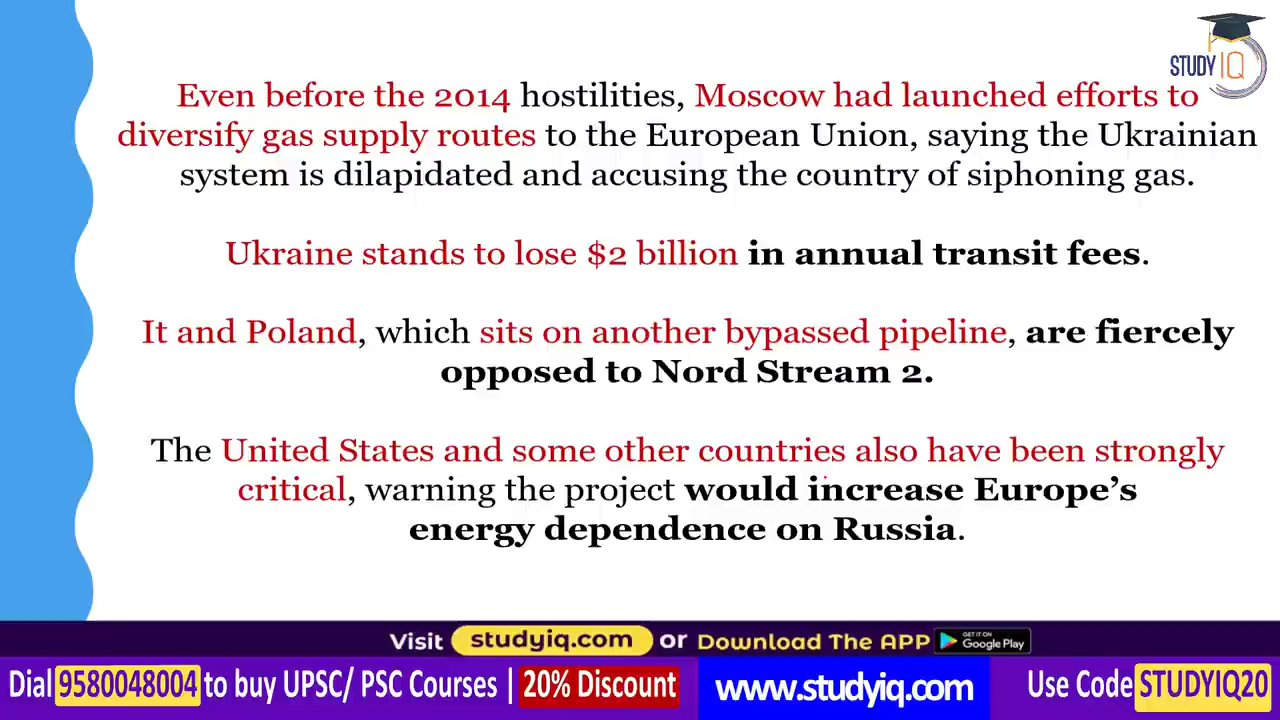 STUDY IQ
Even before the 2014 hostilities, Moscow had launched efforts to
diversify gas supply routes to the European Union, saying the Ukrainian
system is dilapidated and accusing the country of siphoning gas.
Ukraine stands to lose $2 billion in annual transit fees.
It and Poland, which sits on another bypassed pipeline, are fiercely
opposed to Nord Stream 2.
The United States and some other countries also have been strongly
critical, warning the project would increase Europe's
energy dependence on Russia.
Visit studyiq.com or Download The APP GET IT ON Google Play
Dial 9580048004 to buy UPSC/ PSC Courses | 20% Discount www.studyiq.com Use Code STUDYIQ20